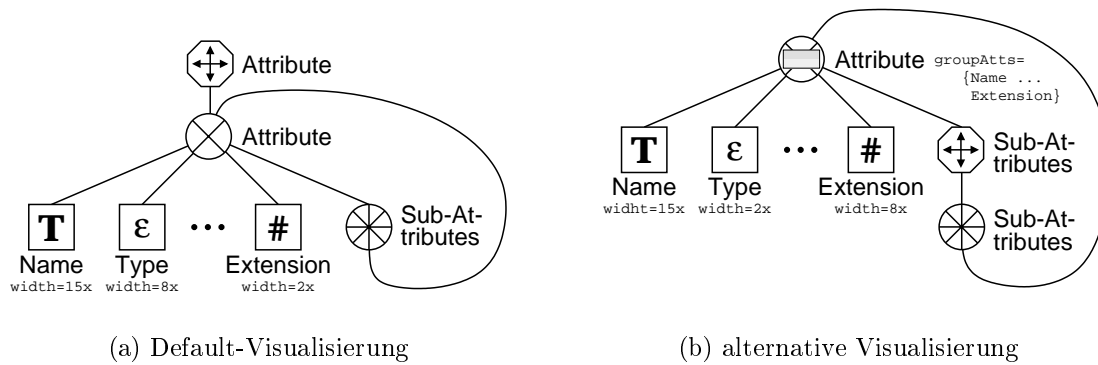 Attribute
Attribute
T
ε
•••
#
Sub-At-
tributes
Name
Type
Extension
width=15x
width=8x
width=2x
(a) Default-Visualisierung
Attribute
groupAtts=
{Name ...
Extension}
T
ε
•••
#
Sub-At-
tributes
Name
Type
Extension
widht=15x
width=2x
width=8x
Sub-At-
tributes
(b) alternative Visualisierung